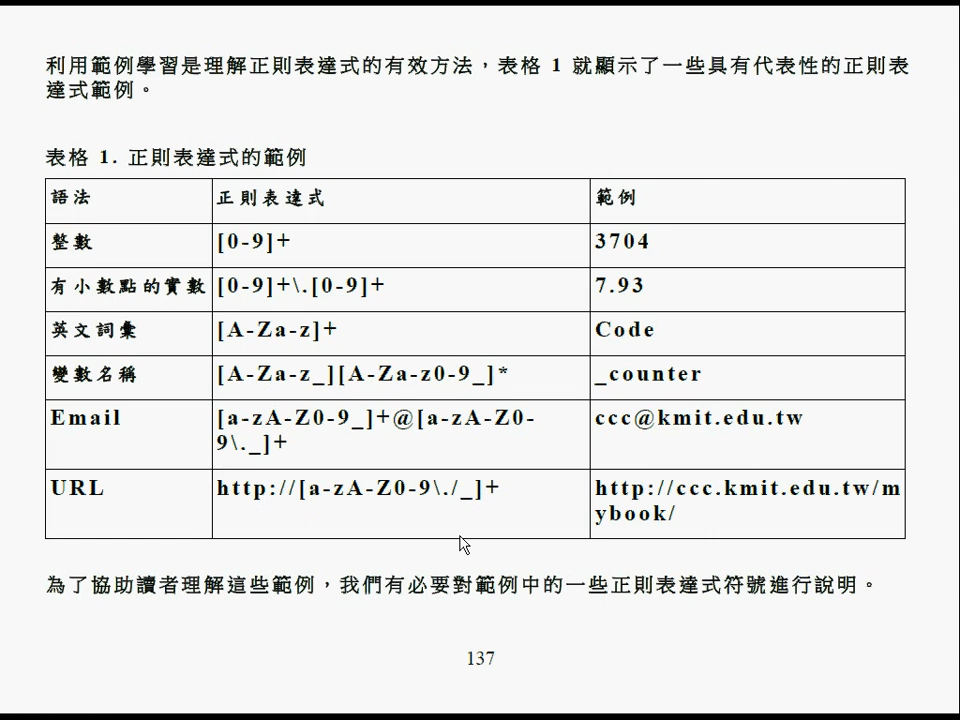 利用範例學習是理解正則表達式的有效方法，表格 1 就顯示了一些具有代表性的正則表
達式範例。
表格 1. 正則表達式的範例
語法 正則表達式 範例
整數 [0-9]+ 3704
有小數點的實數 [0-9]+\.[0-9]+ 7.93
英文詞彙 [A-Za-z]+ Code
變數名稱 [A-Za-z_][A-Za-z0-9_]* _counter
Email [a-zA-Z0-9_]+@[a-zA-Z0- ccc@kmit.edu.tw
9\._]+
URL http://[a-zA-Z0-9\./_]+ http://ccc.kmit.edu.tw/m
ybook/
為了協助讀者理解這些範例，我們有必要對範例中的一些正則表達式符號進行說明。
137